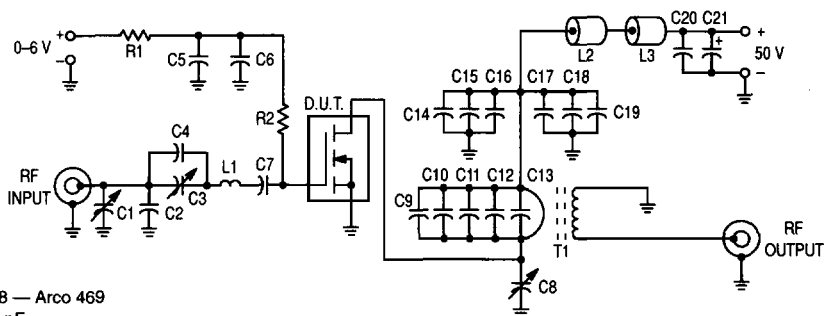 C20 C21
0–6 V
+
−
R1
C5
C6
L2
L3
+
50 V
−
C15 C16
C17 C18
C14
C19
R2
D.U.T.
C4
L1
C7
RF
INPUT
C1
C2
C3
C10 C11 C12 C13
C9
T1
RF
OUTPUT
C8
8 — Arco 469